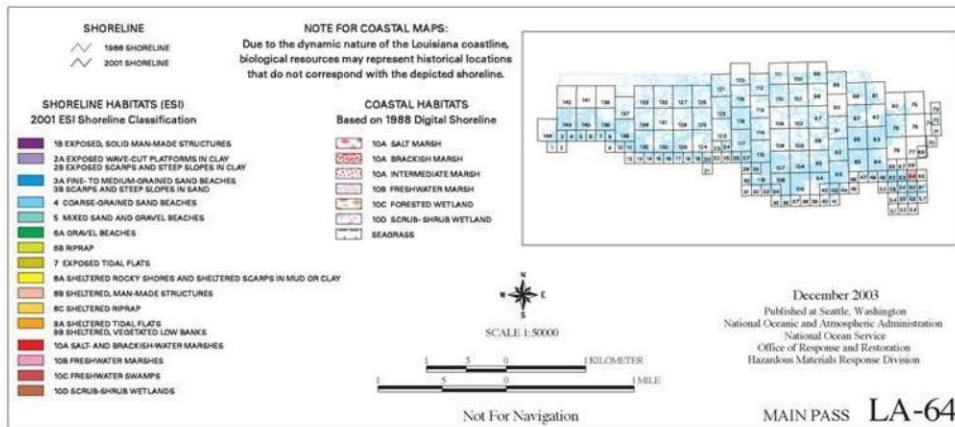 SHORELINE
1988 SHORELINE
2001 SHORELINE
NOTE FOR COASTAL MAPS:
Due to the dynamic nature of the Louisiana coastline,
biological resources may represent historical locations
that do not correspond with the depicted shoreline.
SHORELINE HABITATS (ESI)
2001 ESI Shoreline Classification
1B EXPOSED, SOLID MAN-MADE STRUCTURES
2A EXPOSED WAVE-CUT PLATFORMS IN CLAY
2B EXPOSED SCARPS AND STEEP SLOPES IN CLAY
3A FINE- TO MEDIUM-GRAINED SAND BEACHES
3B SCARPS AND STEEP SLOPES IN SAND
4 COARSE-GRAINED SAND BEACHES
5 MIXED SAND AND GRAVEL BEACHES
6A GRAVEL BEACHES
6B RIPRAP
7 EXPOSED TIDAL FLATS
8A SHELTERED ROCKY SHORES AND SHELTERED SCARPS IN MUD OR CLAY
8B SHELTERED, MAN-MADE STRUCTURES
8C SHELTERED RIPRAP
9A SHELTERED TIDAL FLATS
9B SHELTERED, VEGETATED LOW BANKS
10A SALT- AND BRACKISH-WATER MARSHES
10B FRESHWATER MARSHES
10C FRESHWATER SWAMPS
10D SCRUB-SHRUB WETLANDS
COASTAL HABITATS
Based on 1988 Digital Shoreline
10A SALT MARSH
10A BRACKISH MARSH
10A INTERMEDIATE MARSH
10B FRESHWATER MARSH
10C FORESTED WETLAND
10D SCRUB- SHRUB WETLAND
SEAGRASS
N
W E
S
SCALE 1:50000
1 .5 0 1 KILOMETER
1 .5 0 1 MILE
Not For Navigation
December 2003
Published at Seattle, Washington
National Oceanic and Atmospheric Administration
National Ocean Service
Office of Response and Restoration
Hazardous Materials Response Division
MAIN PASS LA-64